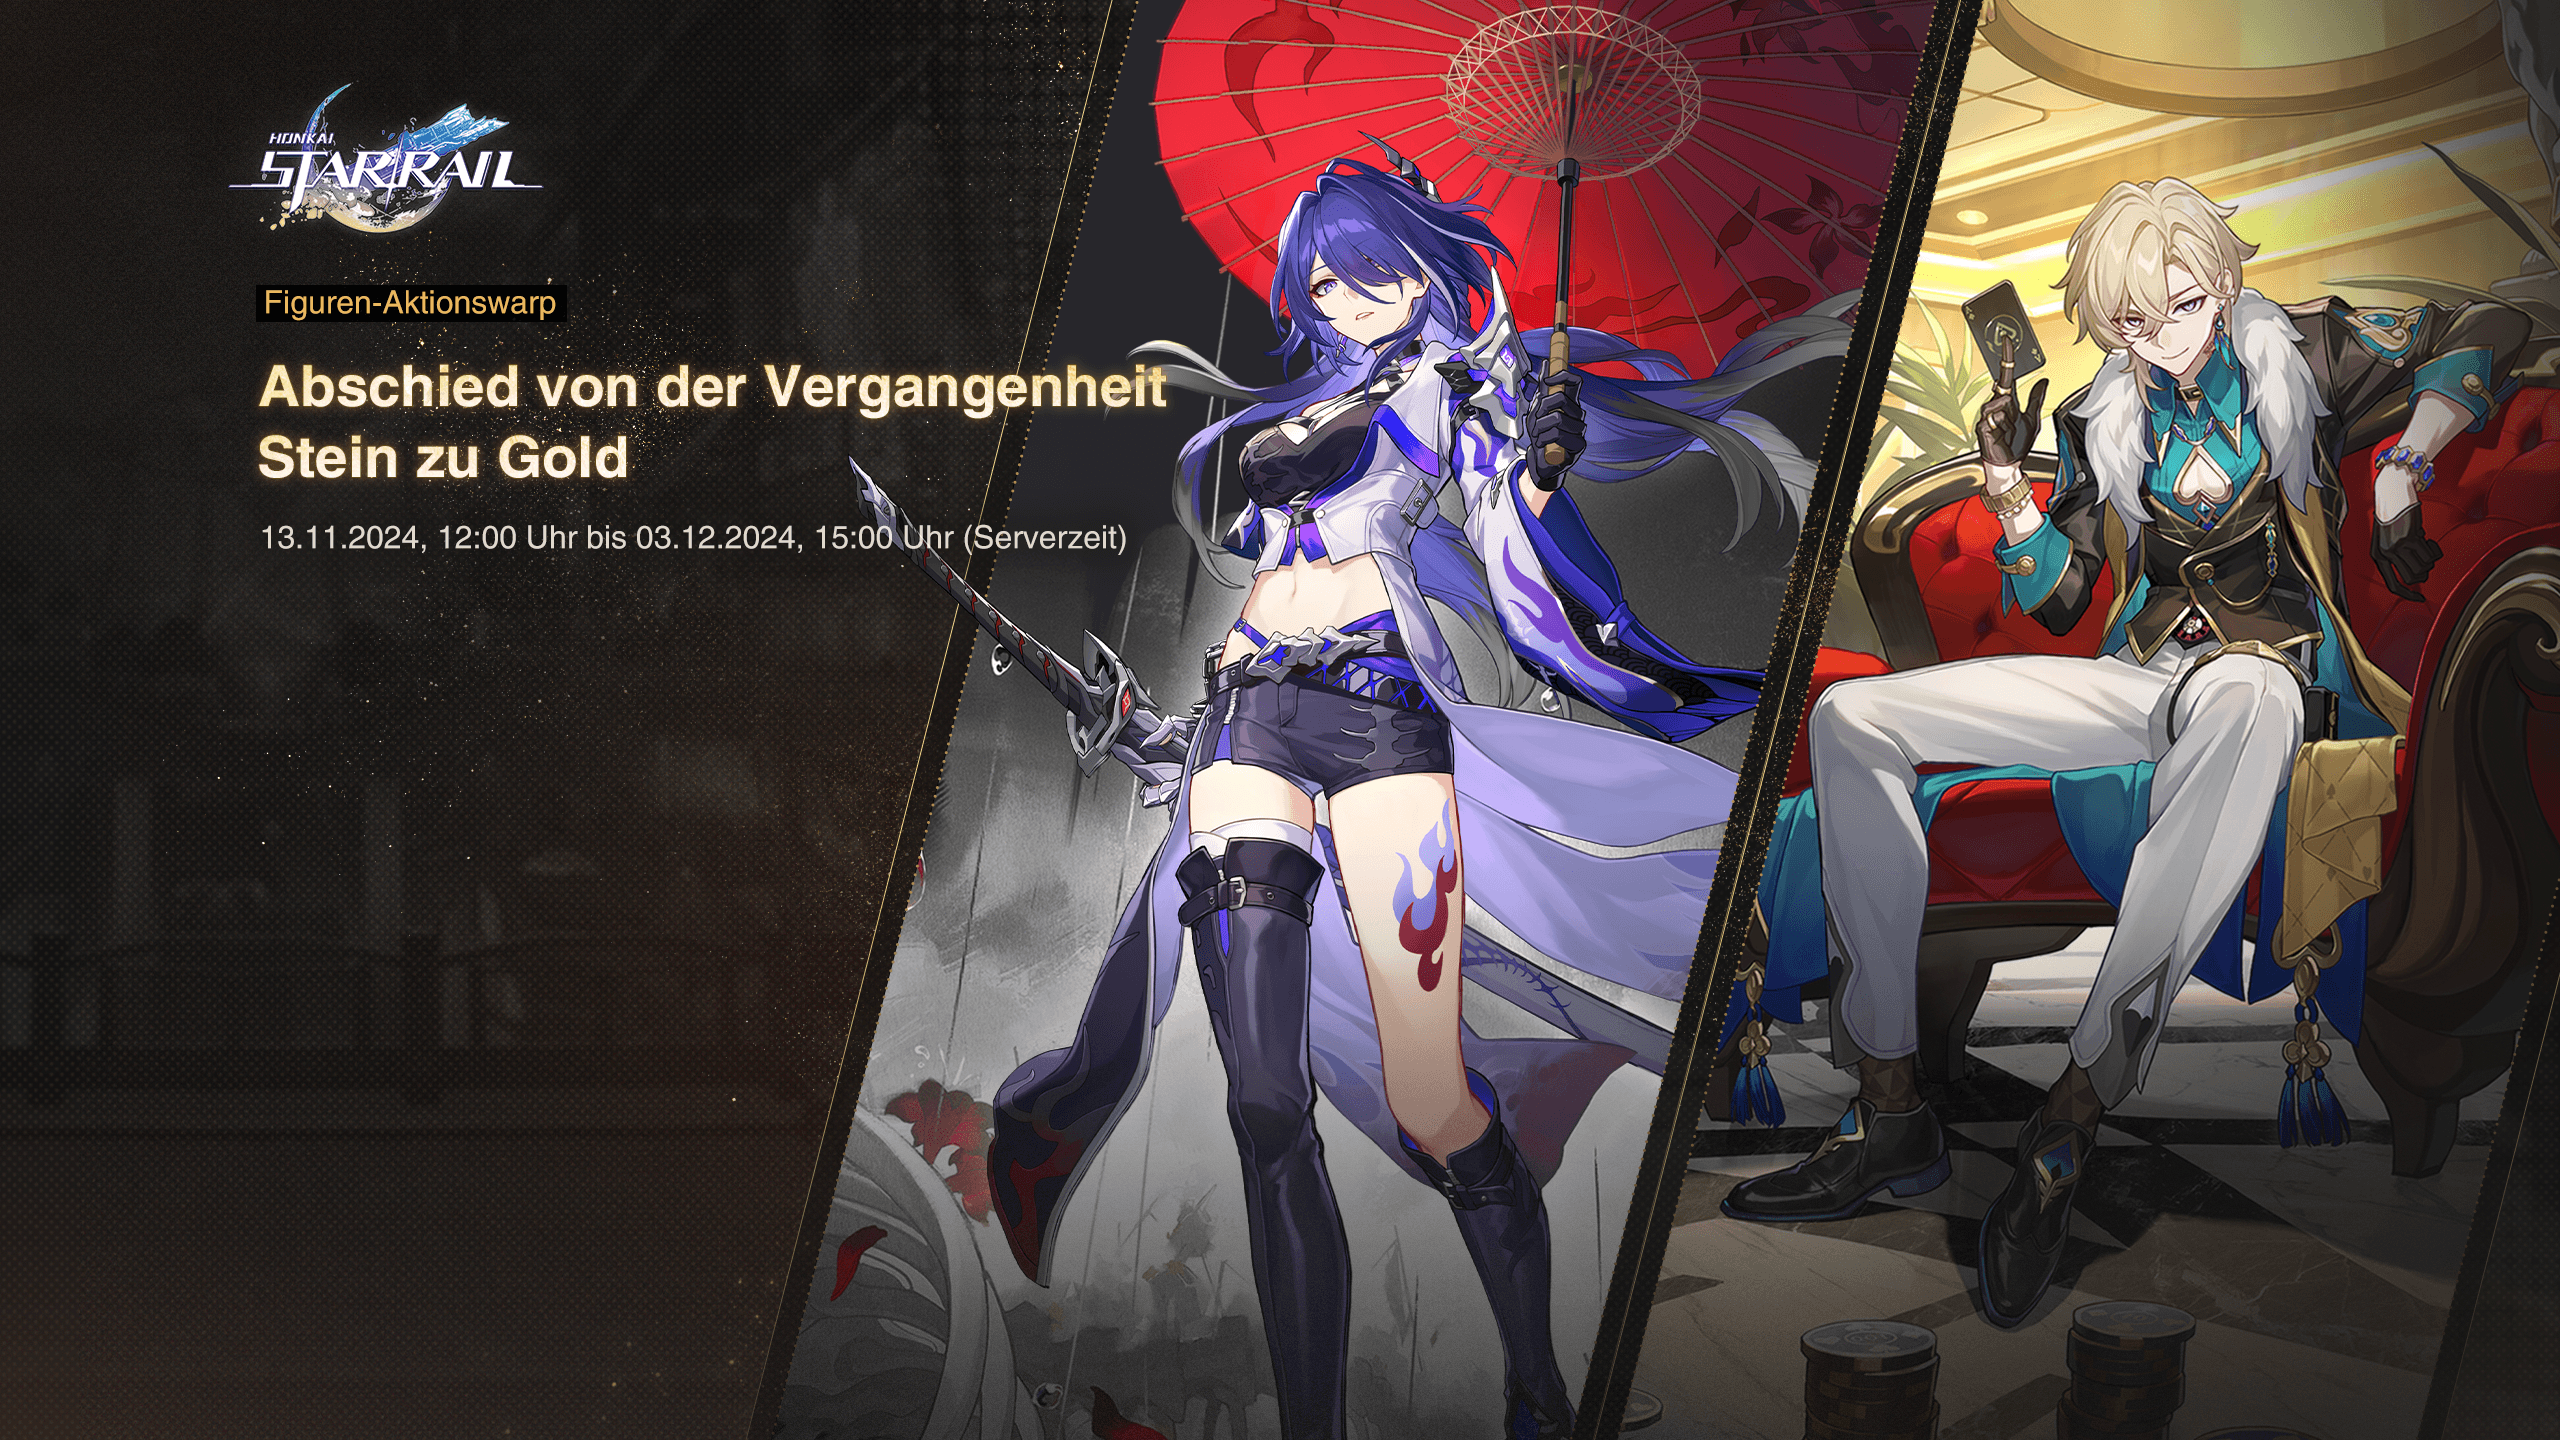 HONKAI
STAR RAIL
Figuren-Aktionswarp
Abschied von der Vergangenheit
Stein zu Gold
13.11.2024, 12:00 Uhr bis 03.12.2024, 15:00 Uhr (Serverzeit)